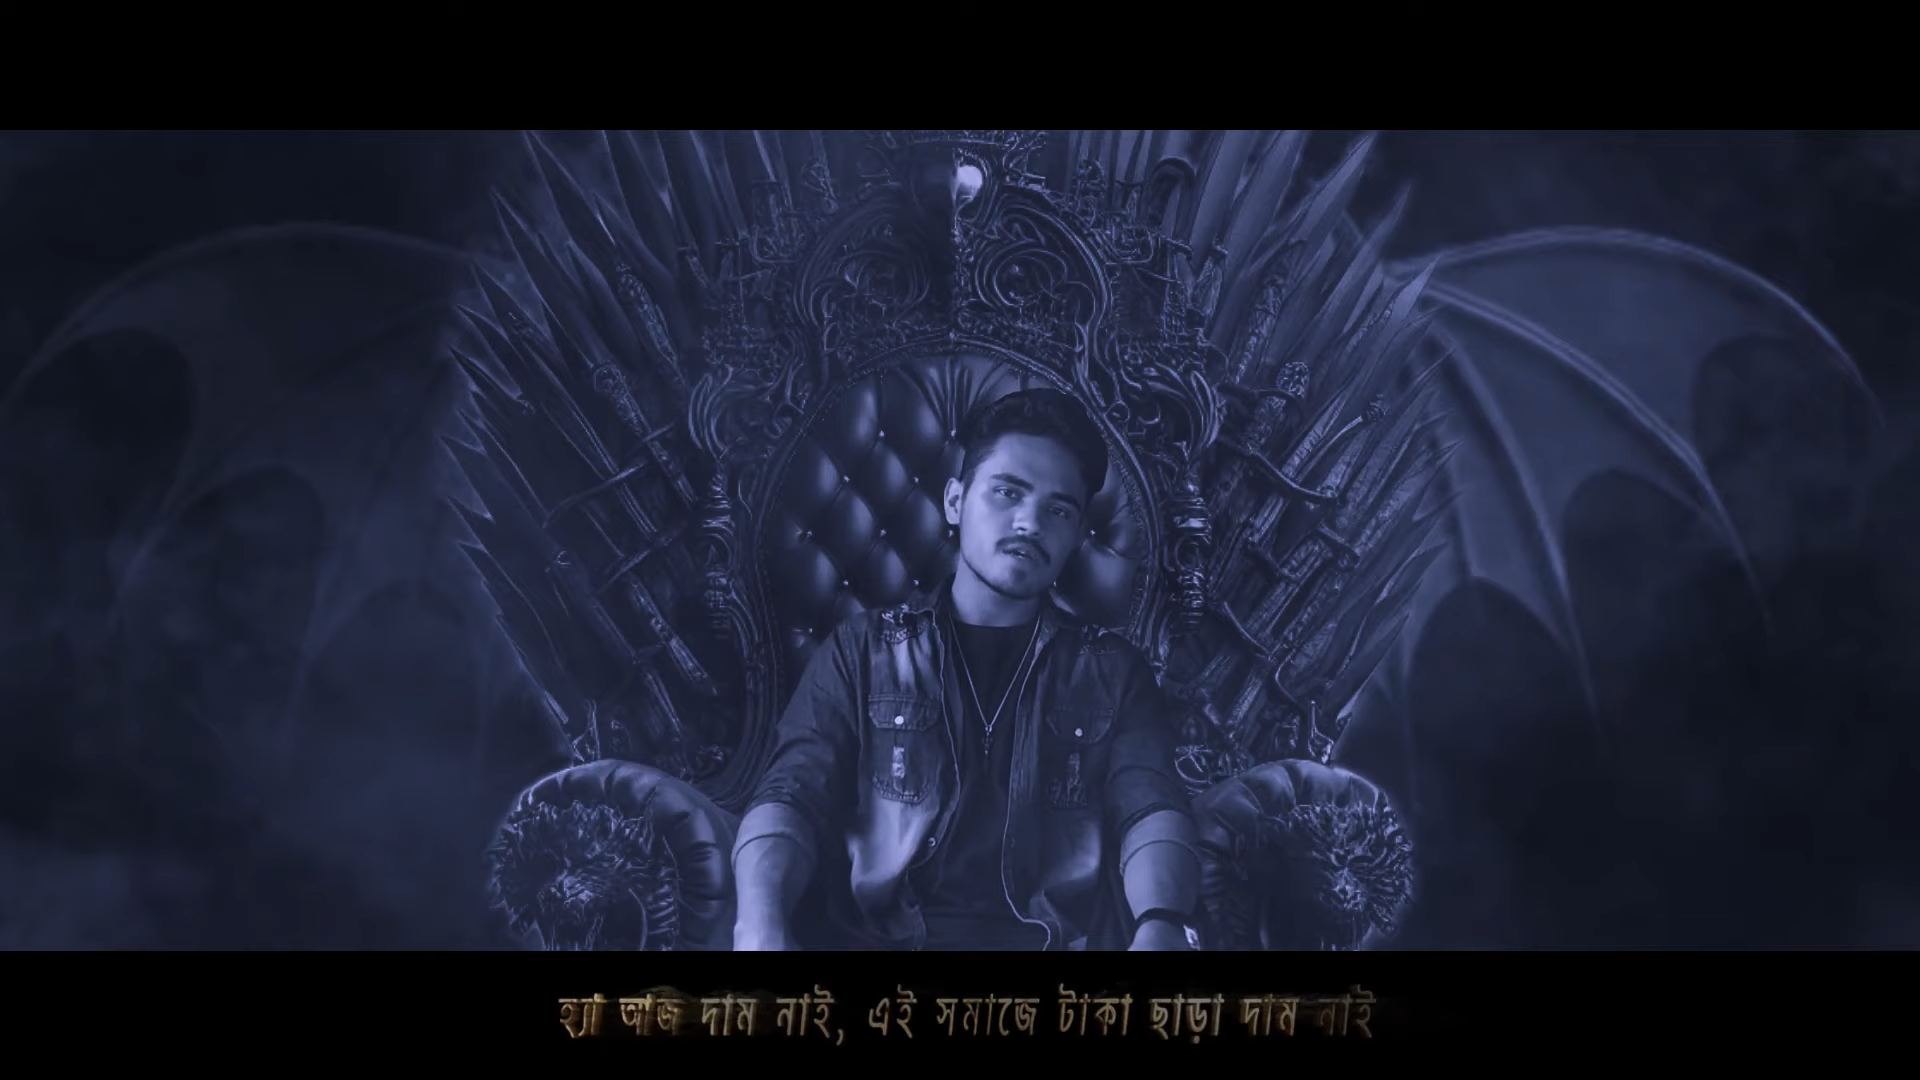 হ্যা আজ দাম নাই, এই সমাজে টাকা ছাড়া দাম নাই